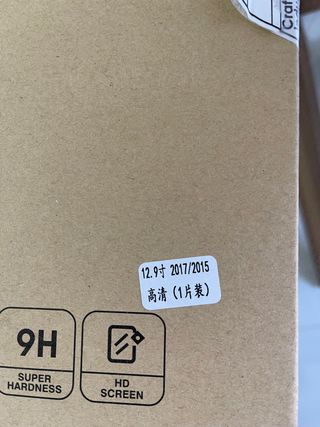 Craf
12.9寸 2017/2015
高清 (1片装)
9H
SUPER
HARDNESS
HD
SCREEN